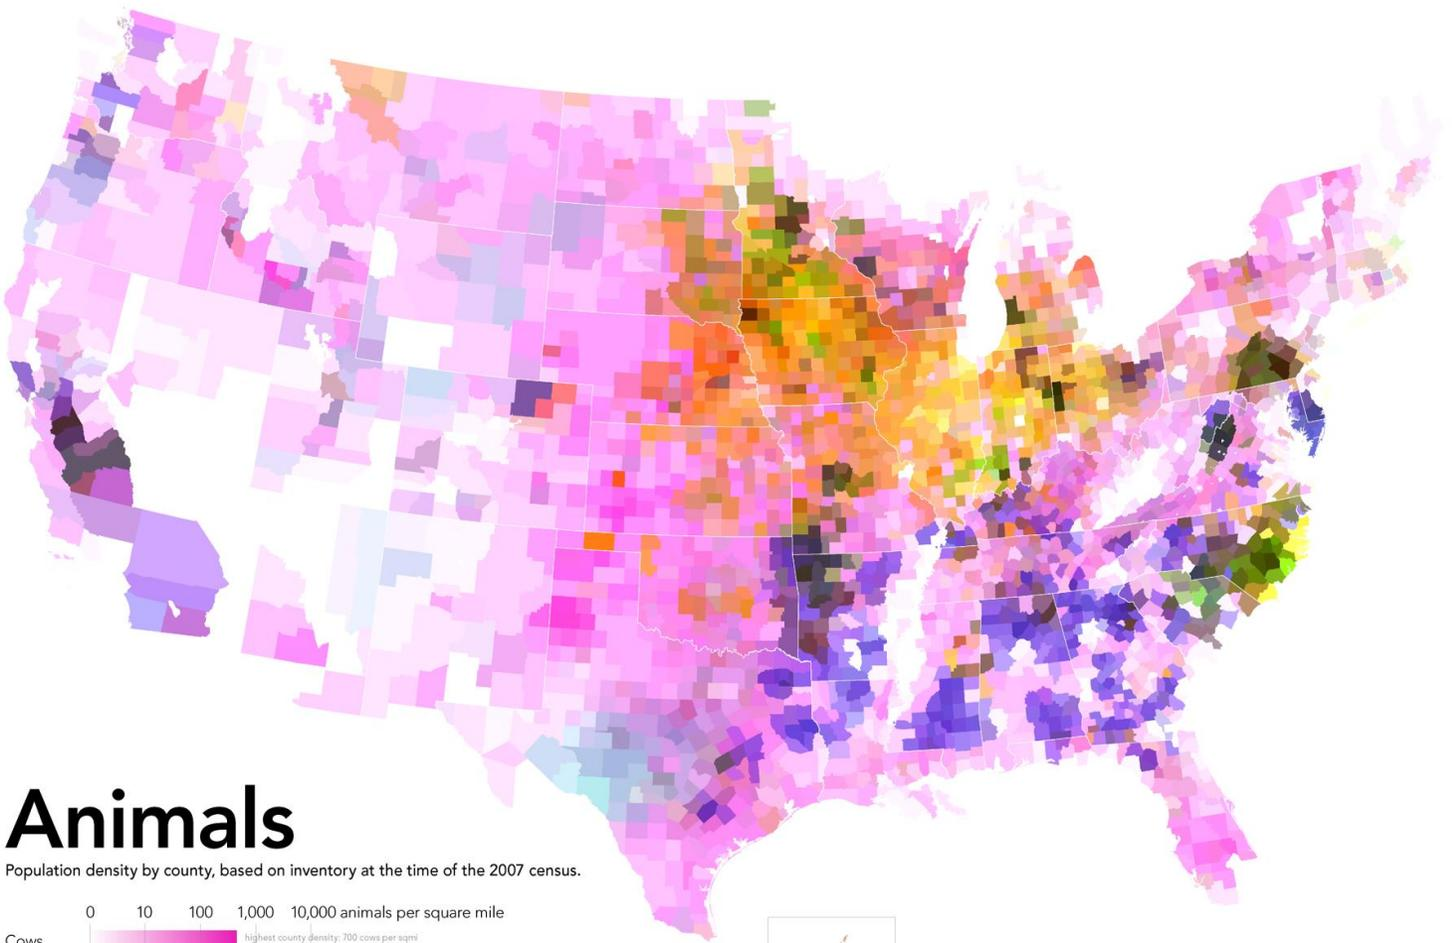 Animals
Population density by county, based on inventory at the time of the 2007 census.
0 10 100 1,000 10,000 animals per square mile
Cows highest county density: 700 cows per sqmi